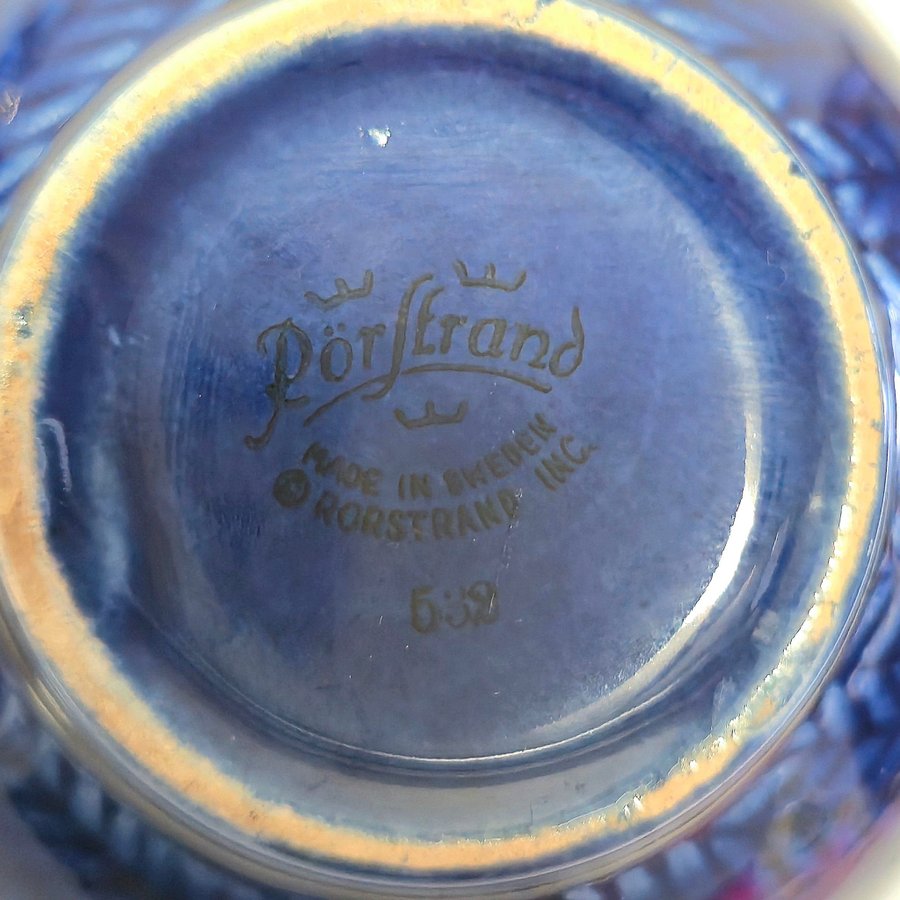 Rörstrand
MADE IN SWEDEN
© RORSTRAND INC.